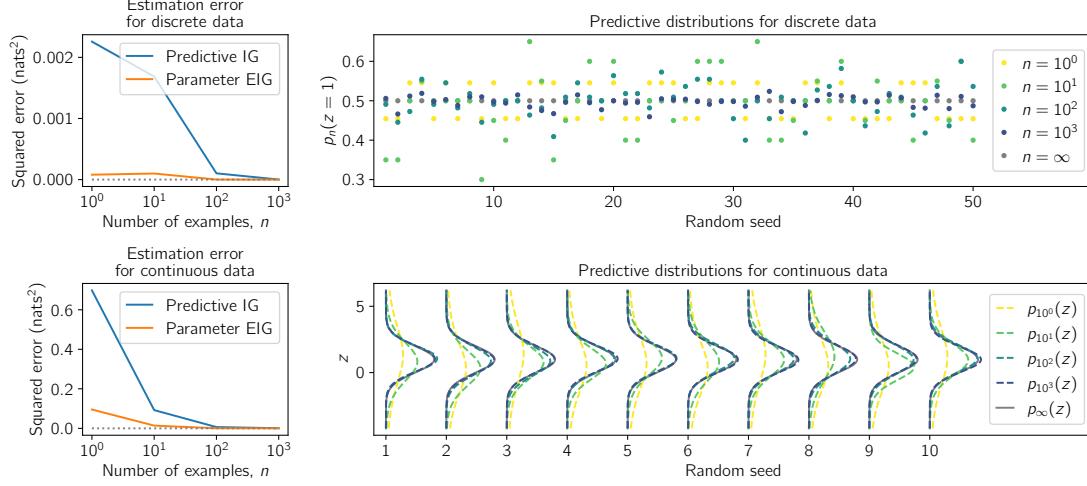 Estimation error
for discrete data
Squared error (nats²)
0.002
0.001
0.000
Predictive IG
Parameter EIG
10⁰ 10¹ 10² 10³
Number of examples, n
Predictive distributions for discrete data
pₙ(z = 1)
0.6
0.5
0.4
0.3
n = 10⁰
n = 10¹
n = 10²
n = 10³
n = ∞
10 20 30 40 50
Random seed
Estimation error
for continuous data
Squared error (nats²)
0.6
0.4
0.2
0.0
Predictive IG
Parameter EIG
10⁰ 10¹ 10² 10³
Number of examples, n
Predictive distributions for continuous data
z
5
0
p₁₀⁰(z)
p₁₀¹(z)
p₁₀²(z)
p₁₀³(z)
p∞(z)
1 2 3 4 5 6 7 8 9 10
Random seed